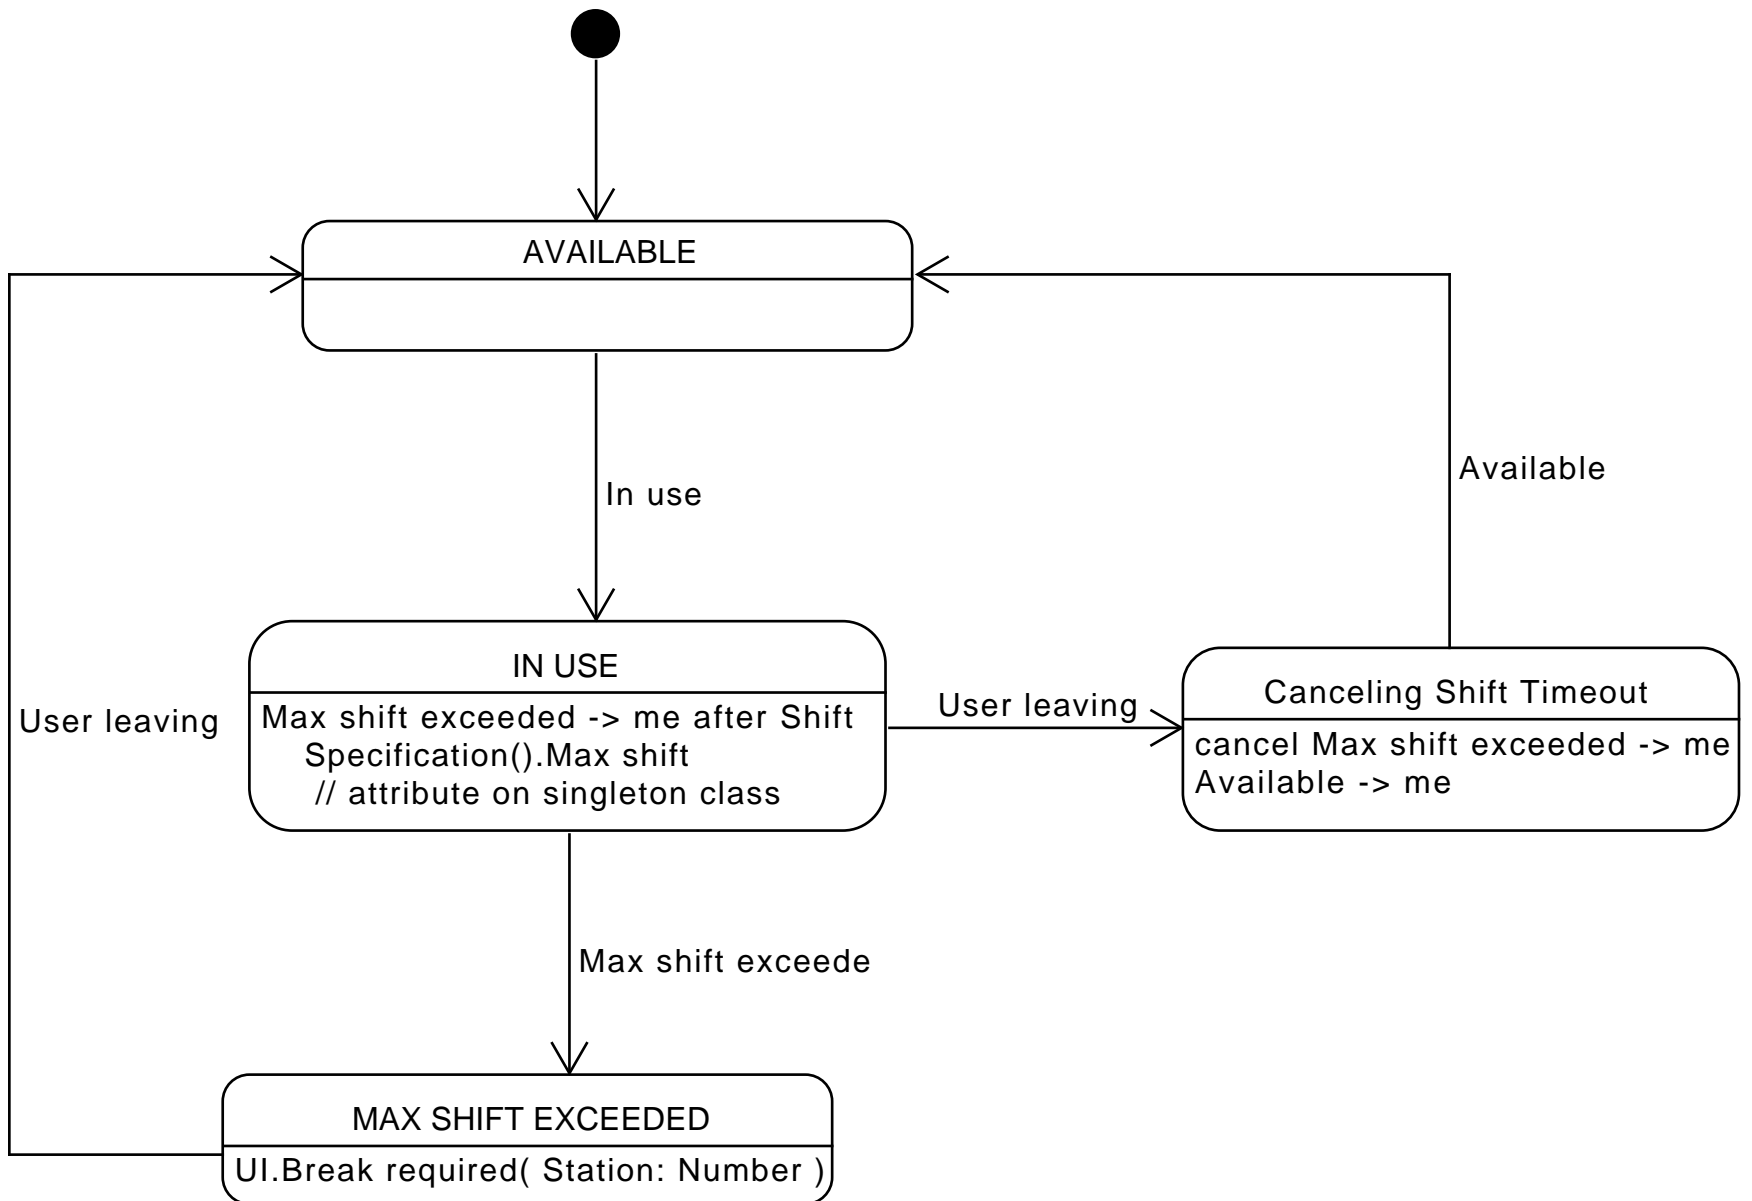 AVAILABLE
Available
In use
IN USE
Max shift exceeded -> me after Shift
Specification().Max shift
// attribute on singleton class
User leaving
User leaving
Canceling Shift Timeout
cancel Max shift exceeded -> me
Available -> me
Max shift exceede
MAX SHIFT EXCEEDED
UI.Break required( Station: Number )